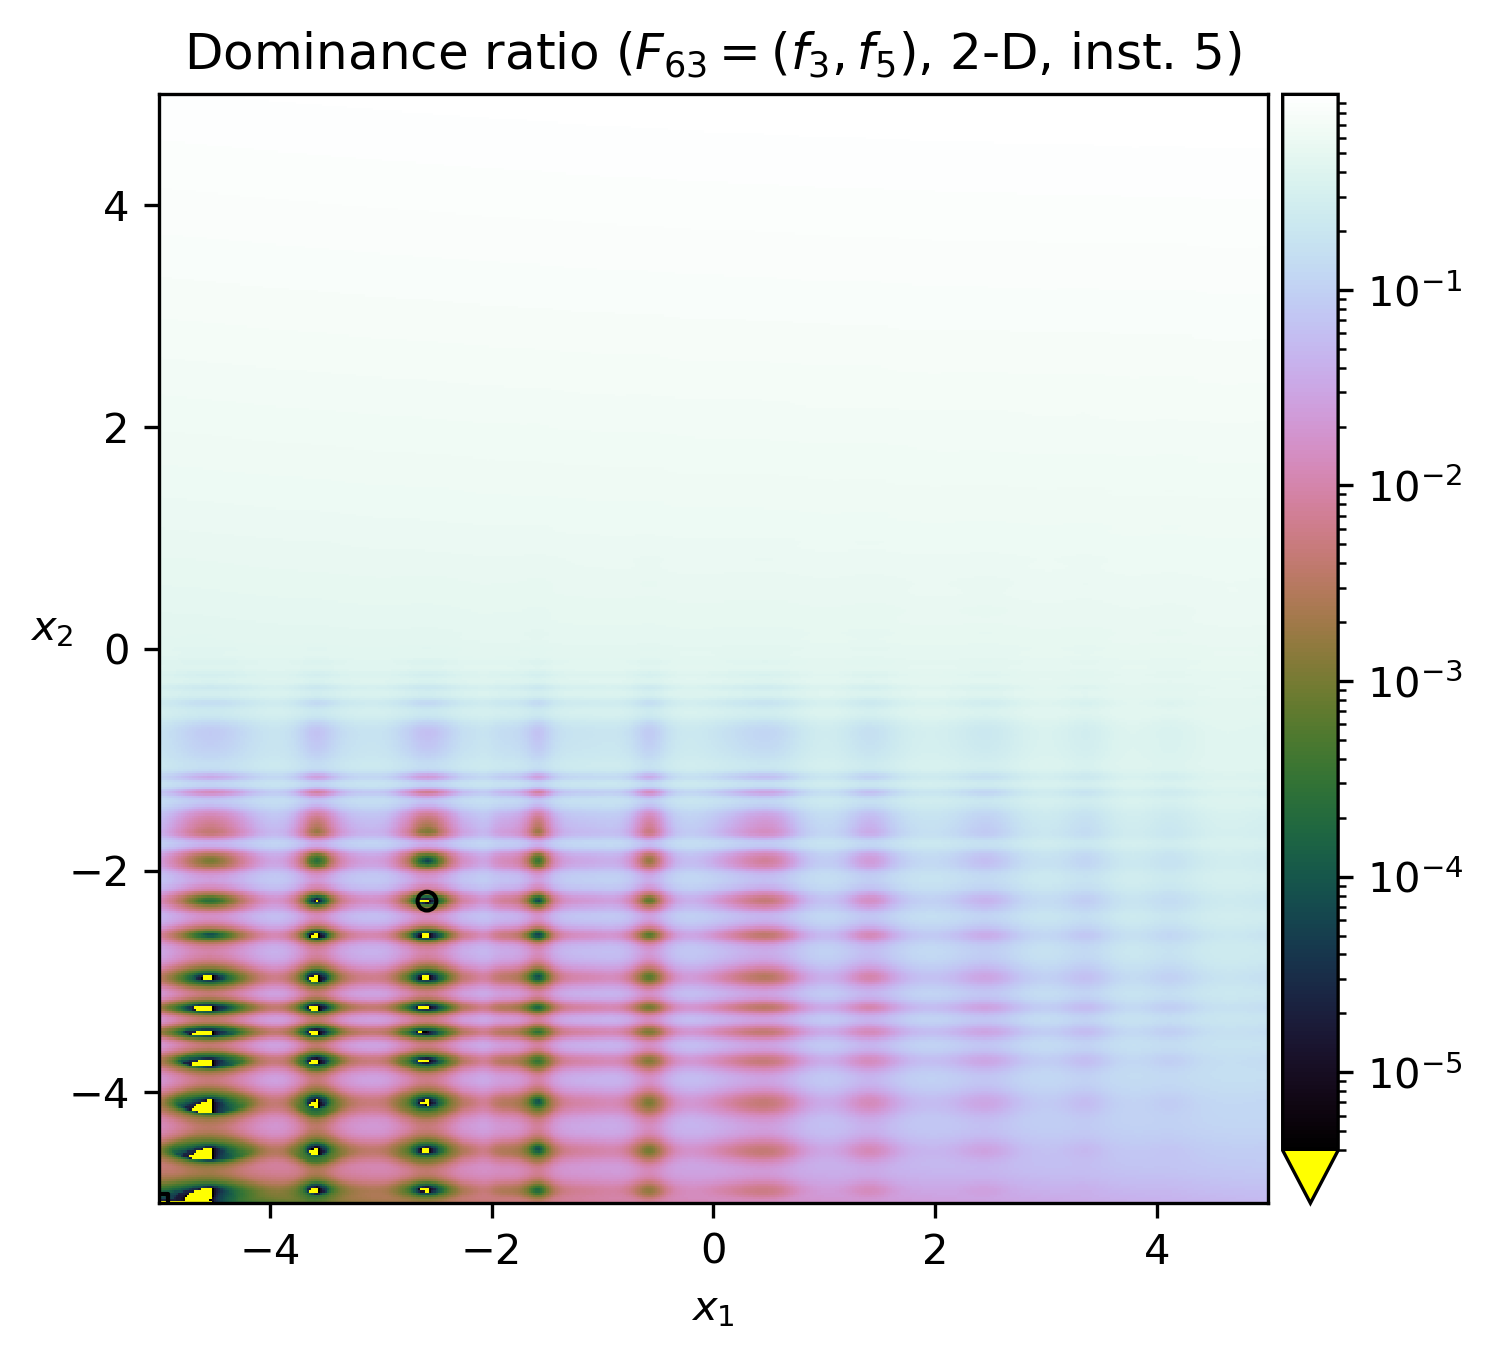 Dominance ratio (F₆₃ = (f₃, f₅), 2-D, inst. 5)
4
2
0
−2
−4
x₂
−4 −2 0 2 4
x₁
10⁻¹
10⁻²
10⁻³
10⁻⁴
10⁻⁵